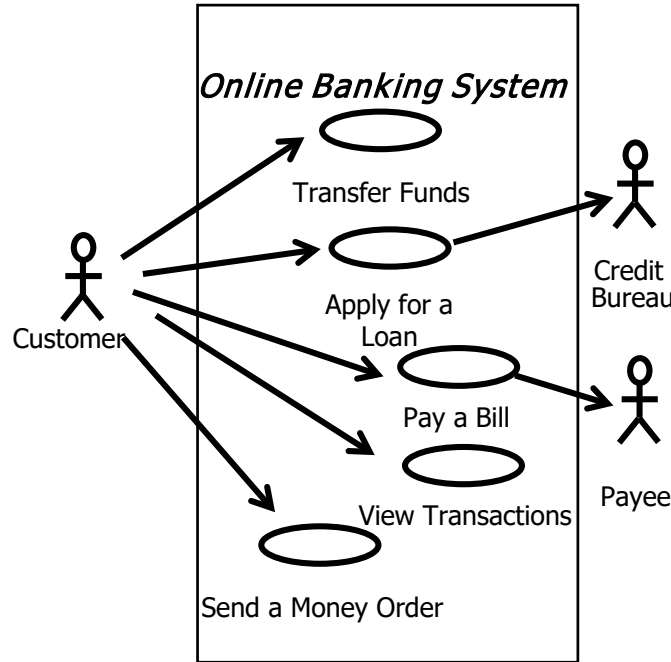 Online Banking System
Transfer Funds
Credit
Bureau
Apply for a
Loan
Customer
Pay a Bill
Payee
View Transactions
Send a Money Order